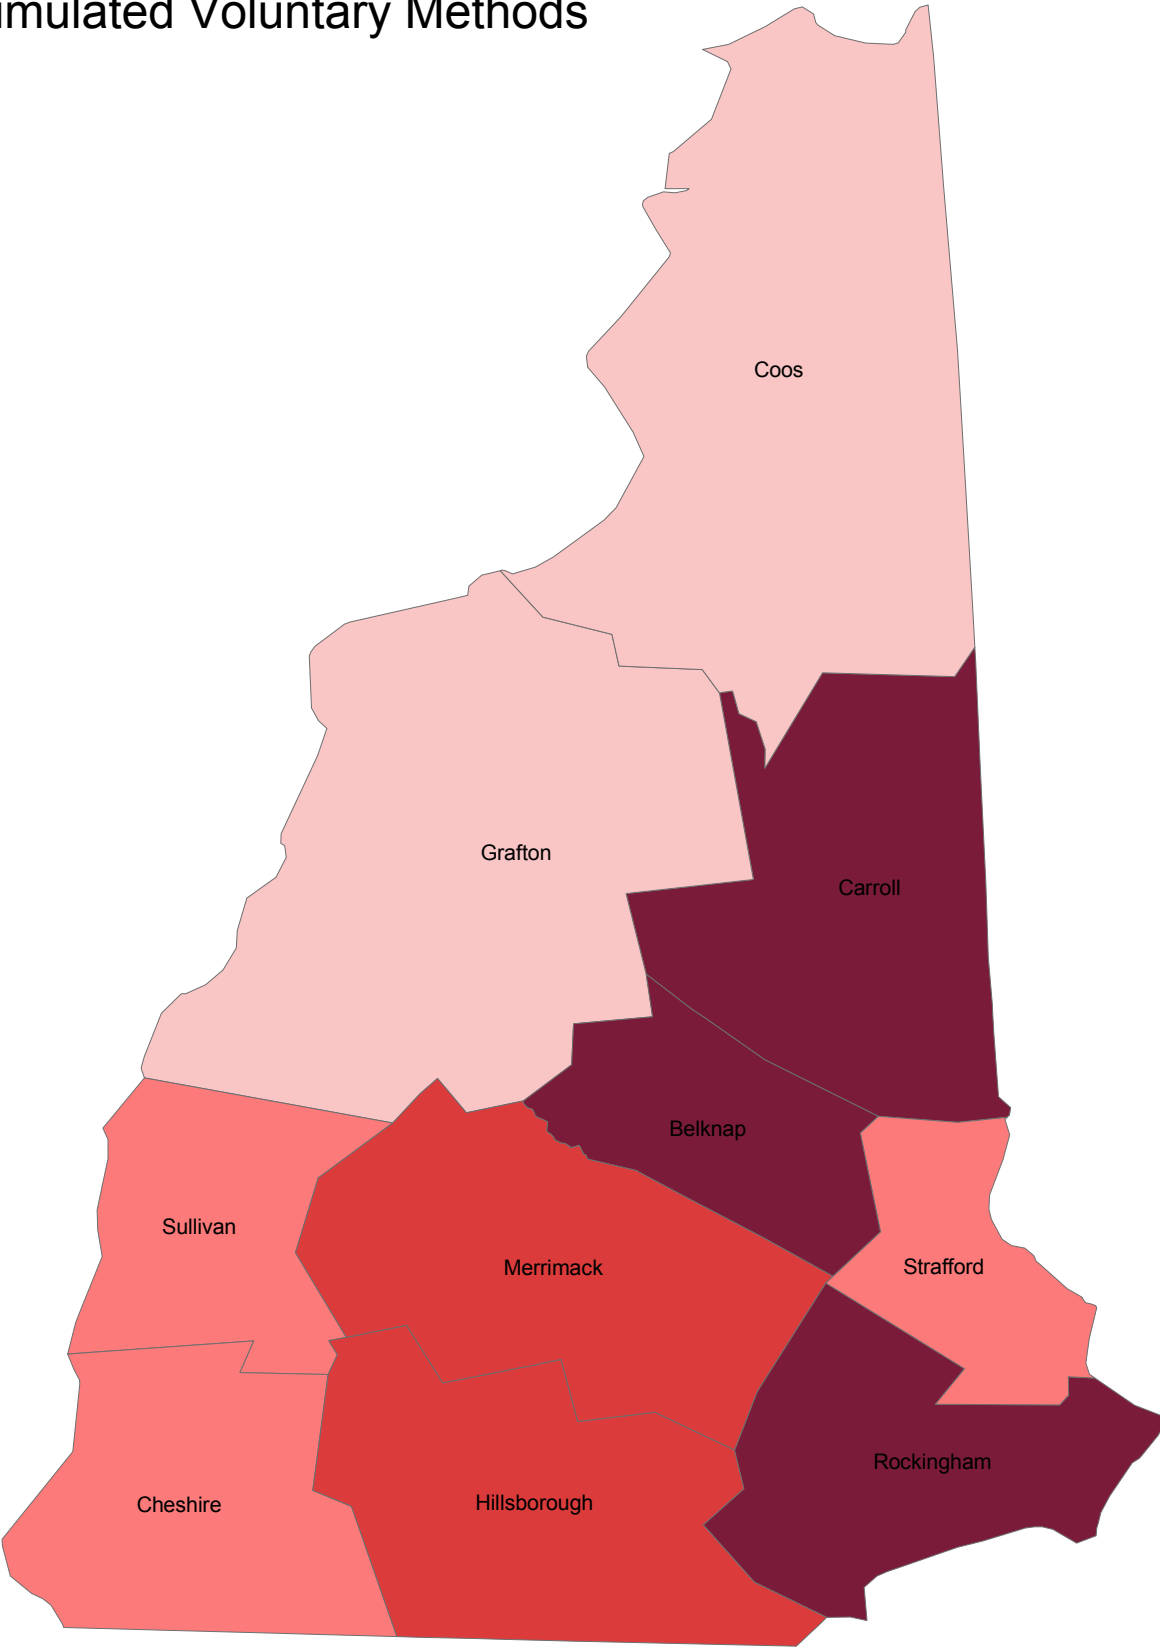 mulated Voluntary Methods
Coos
Grafton
Carroll
Belknap
Sullivan
Merrimack
Strafford
Rockingham
Cheshire
Hillsborough